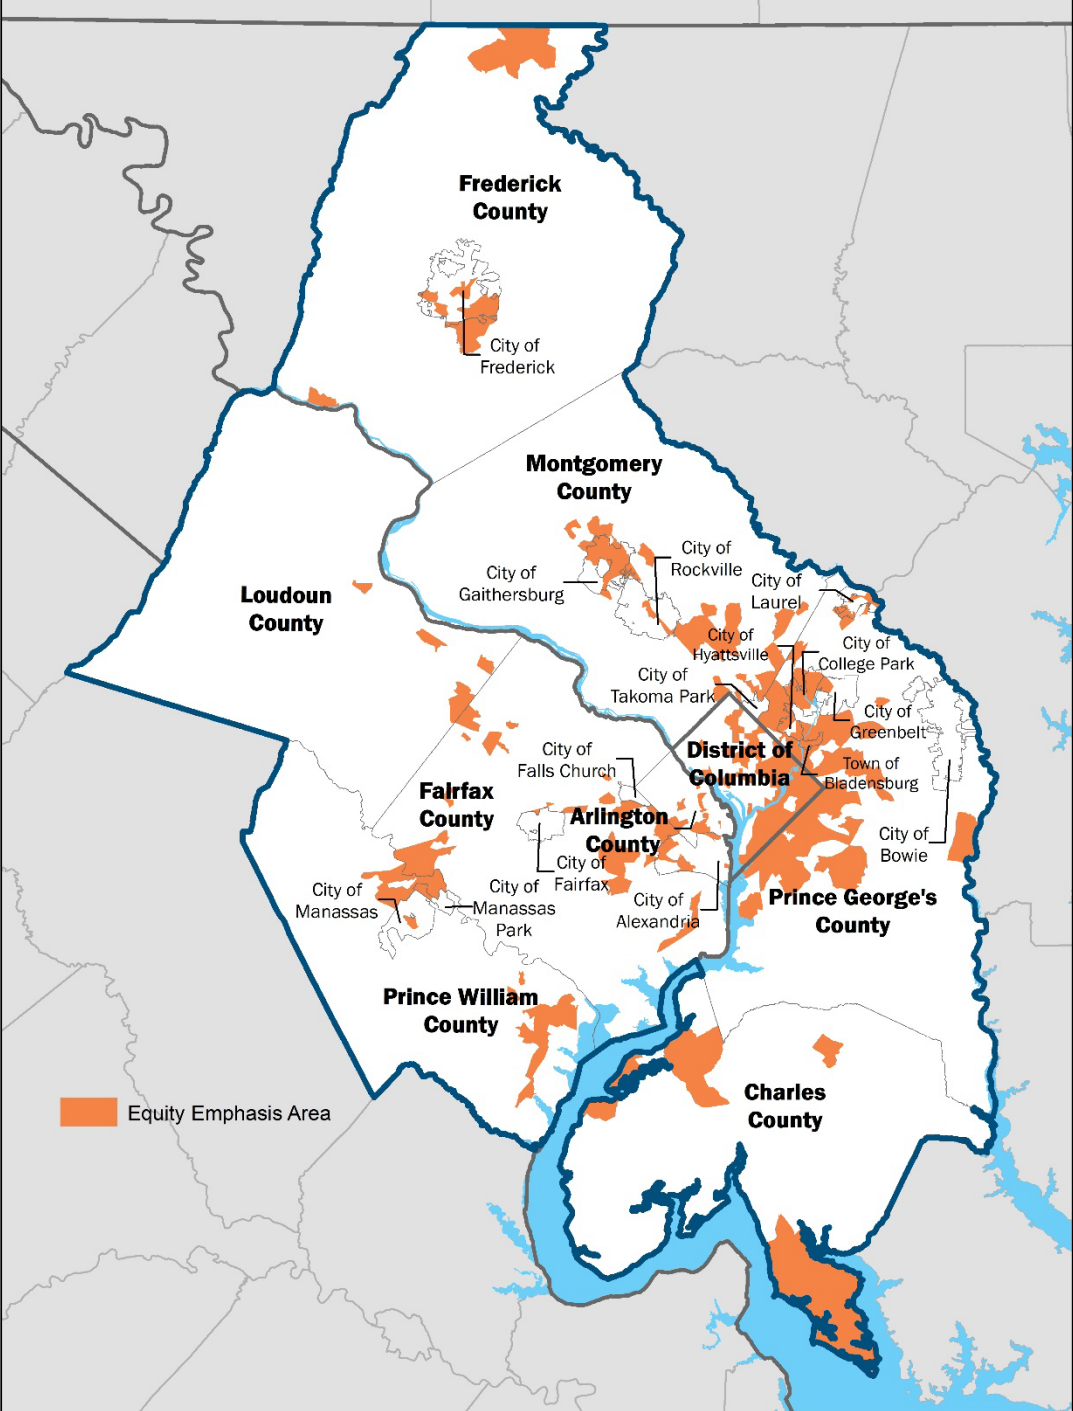 Frederick
County
City of
Frederick
Montgomery
County
City of
Rockville
City of
Gaithersburg
City of
Laurel
Loudoun
County
City of
Hyattsville
City of
College Park
City of
Takoma Park
City of
Greenbelt
District of
Columbia
City of
Falls Church
Town of
Bladensburg
Fairfax
County
Arlington
County
City of
Bowie
City of
Fairfax
City of
Manassas
City of
Manassas
Park
City of
Alexandria
Prince George's
County
Prince William
County
Charles
County
Equity Emphasis Area